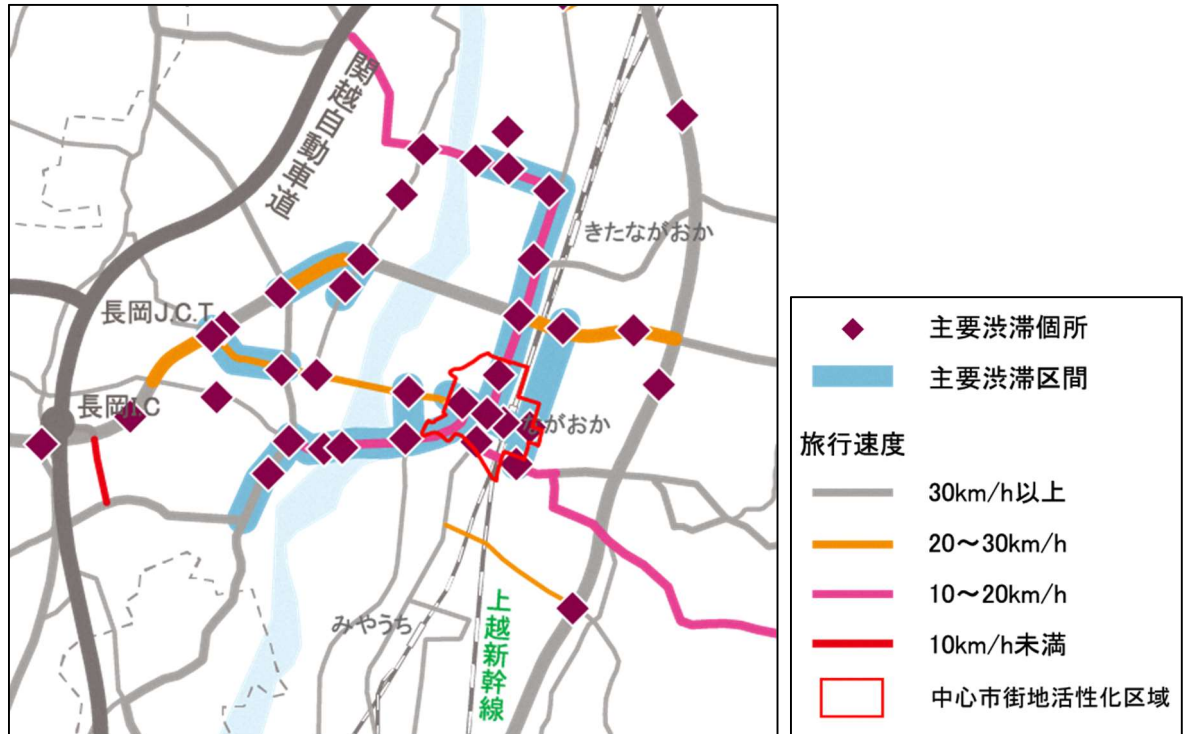 関越自動車道
きたながおか
長岡J.C.T
長岡I.C
ながおか
みやうち
上越新幹線
主要渋滞個所
主要渋滞区間
旅行速度
30km/h以上
20～30km/h
10～20km/h
10km/h未満
中心市街地活性化区域